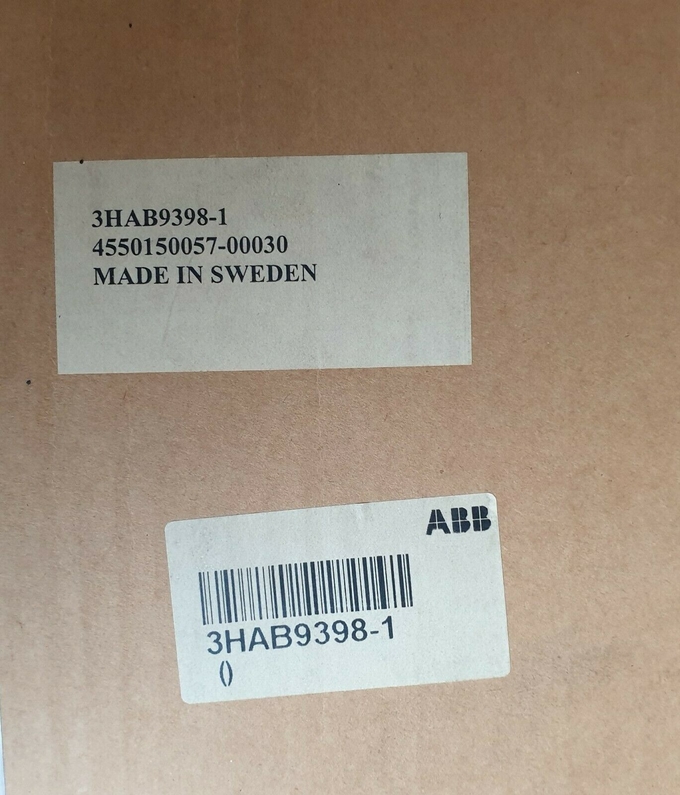 3HAB9398-1
4550150057-00030
MADE IN SWEDEN
ABB
3HAB9398-1
()